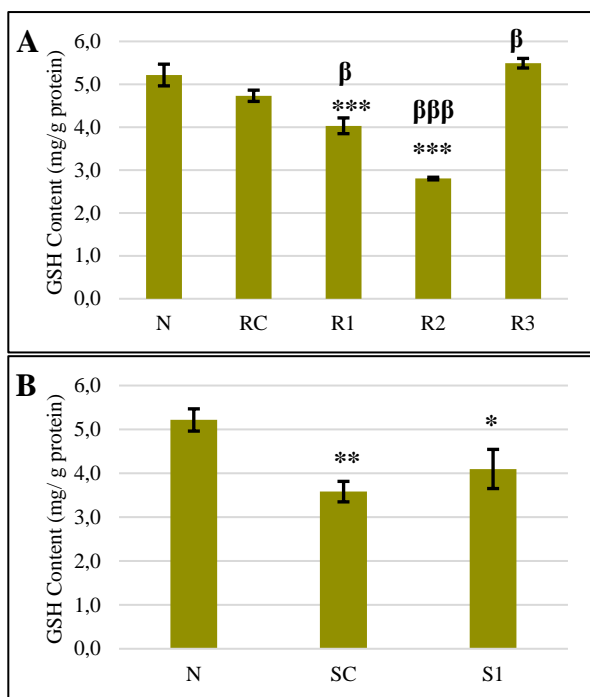 A
GSH Content (mg/g protein)
6,0
5,0
4,0
3,0
2,0
1,0
0,0
β
***
βββ
***
β
N RC R1 R2 R3
B
GSH Content (mg/ g protein)
6,0
5,0
4,0
3,0
2,0
1,0
0,0
**
*
N SC S1